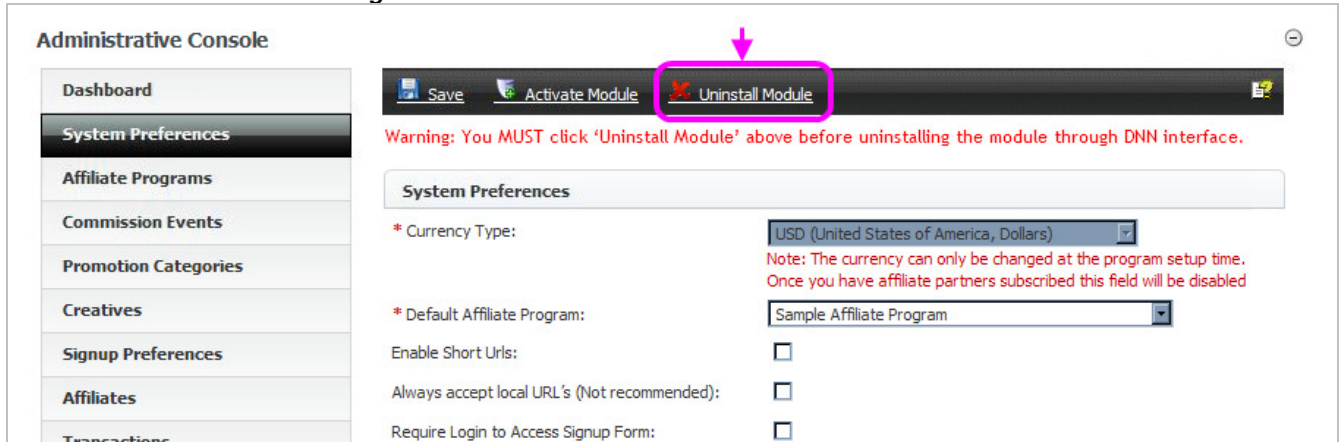 Administrative Console
Dashboard
System Preferences
Affiliate Programs
Commission Events
Promotion Categories
Creatives
Signup Preferences
Affiliates
Transactions
Save Activate Module Uninstall Module
Warning: You MUST click ‘Uninstall Module’ above before uninstalling the module through DNN interface.
System Preferences
* Currency Type: USD (United States of America, Dollars)
Note: The currency can only be changed at the program setup time.
Once you have affiliate partners subscribed this field will be disabled
* Default Affiliate Program: Sample Affiliate Program
Enable Short Urls:
Always accept local URL's (Not recommended):
Require Login to Access Signup Form: